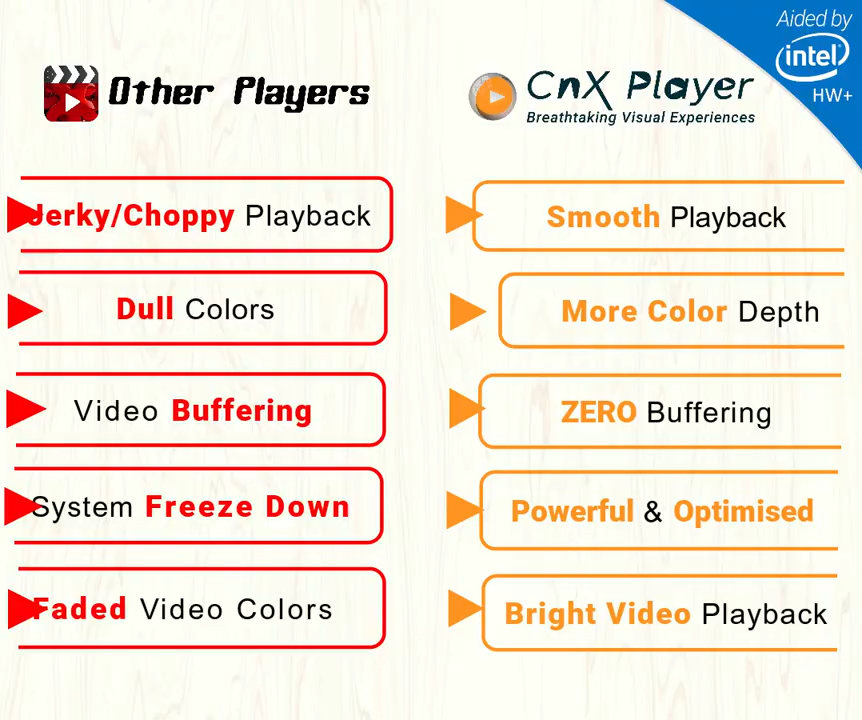 Aided by
intel
HW+
Other Players
CnX Player
Breathtaking Visual Experiences
Jerky/Choppy Playback
Smooth Playback
Dull Colors
More Color Depth
Video Buffering
ZERO Buffering
System Freeze Down
Powerful & Optimised
Faded Video Colors
Bright Video Playback